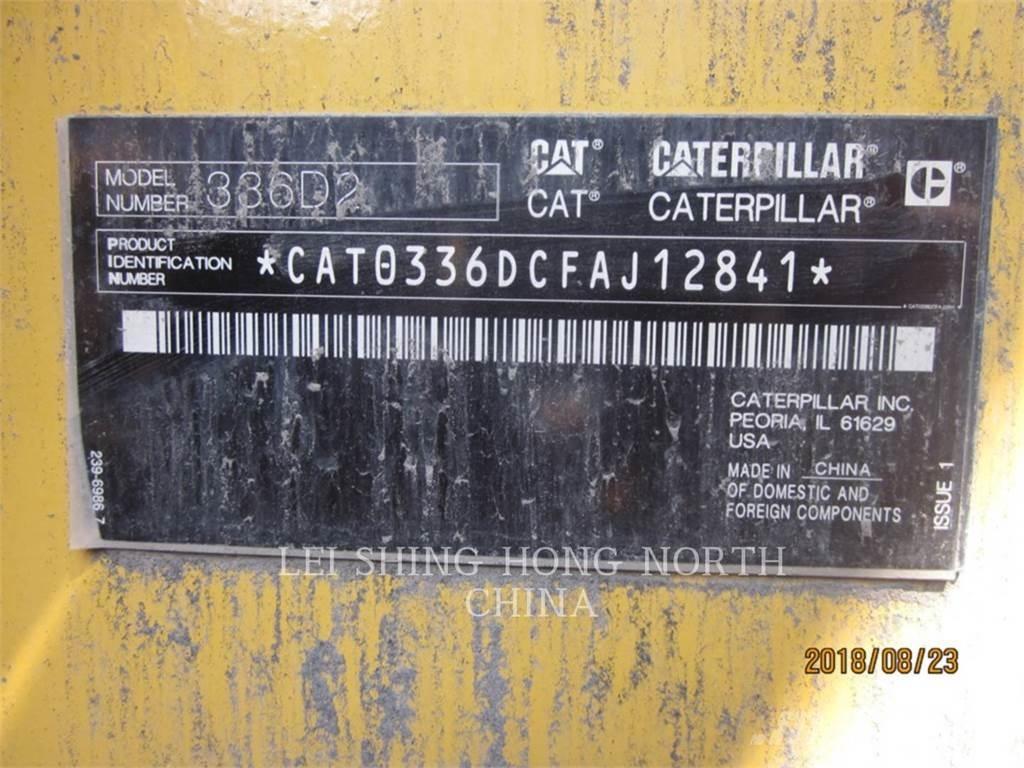 MODEL NUMBER 336D2
CAT® CATERPILLAR®
CAT® CATERPILLAR®
PRODUCT
IDENTIFICATION
NUMBER
*CAT0336DCFAJ12841*
CATERPILLAR INC.
PEORIA, IL 61629
USA
MADE IN CHINA
OF DOMESTIC AND
FOREIGN COMPONENTS
239-6986 7
ISSUE 1
LEI SHING HONG NORTH
CHINA
2018/08/23